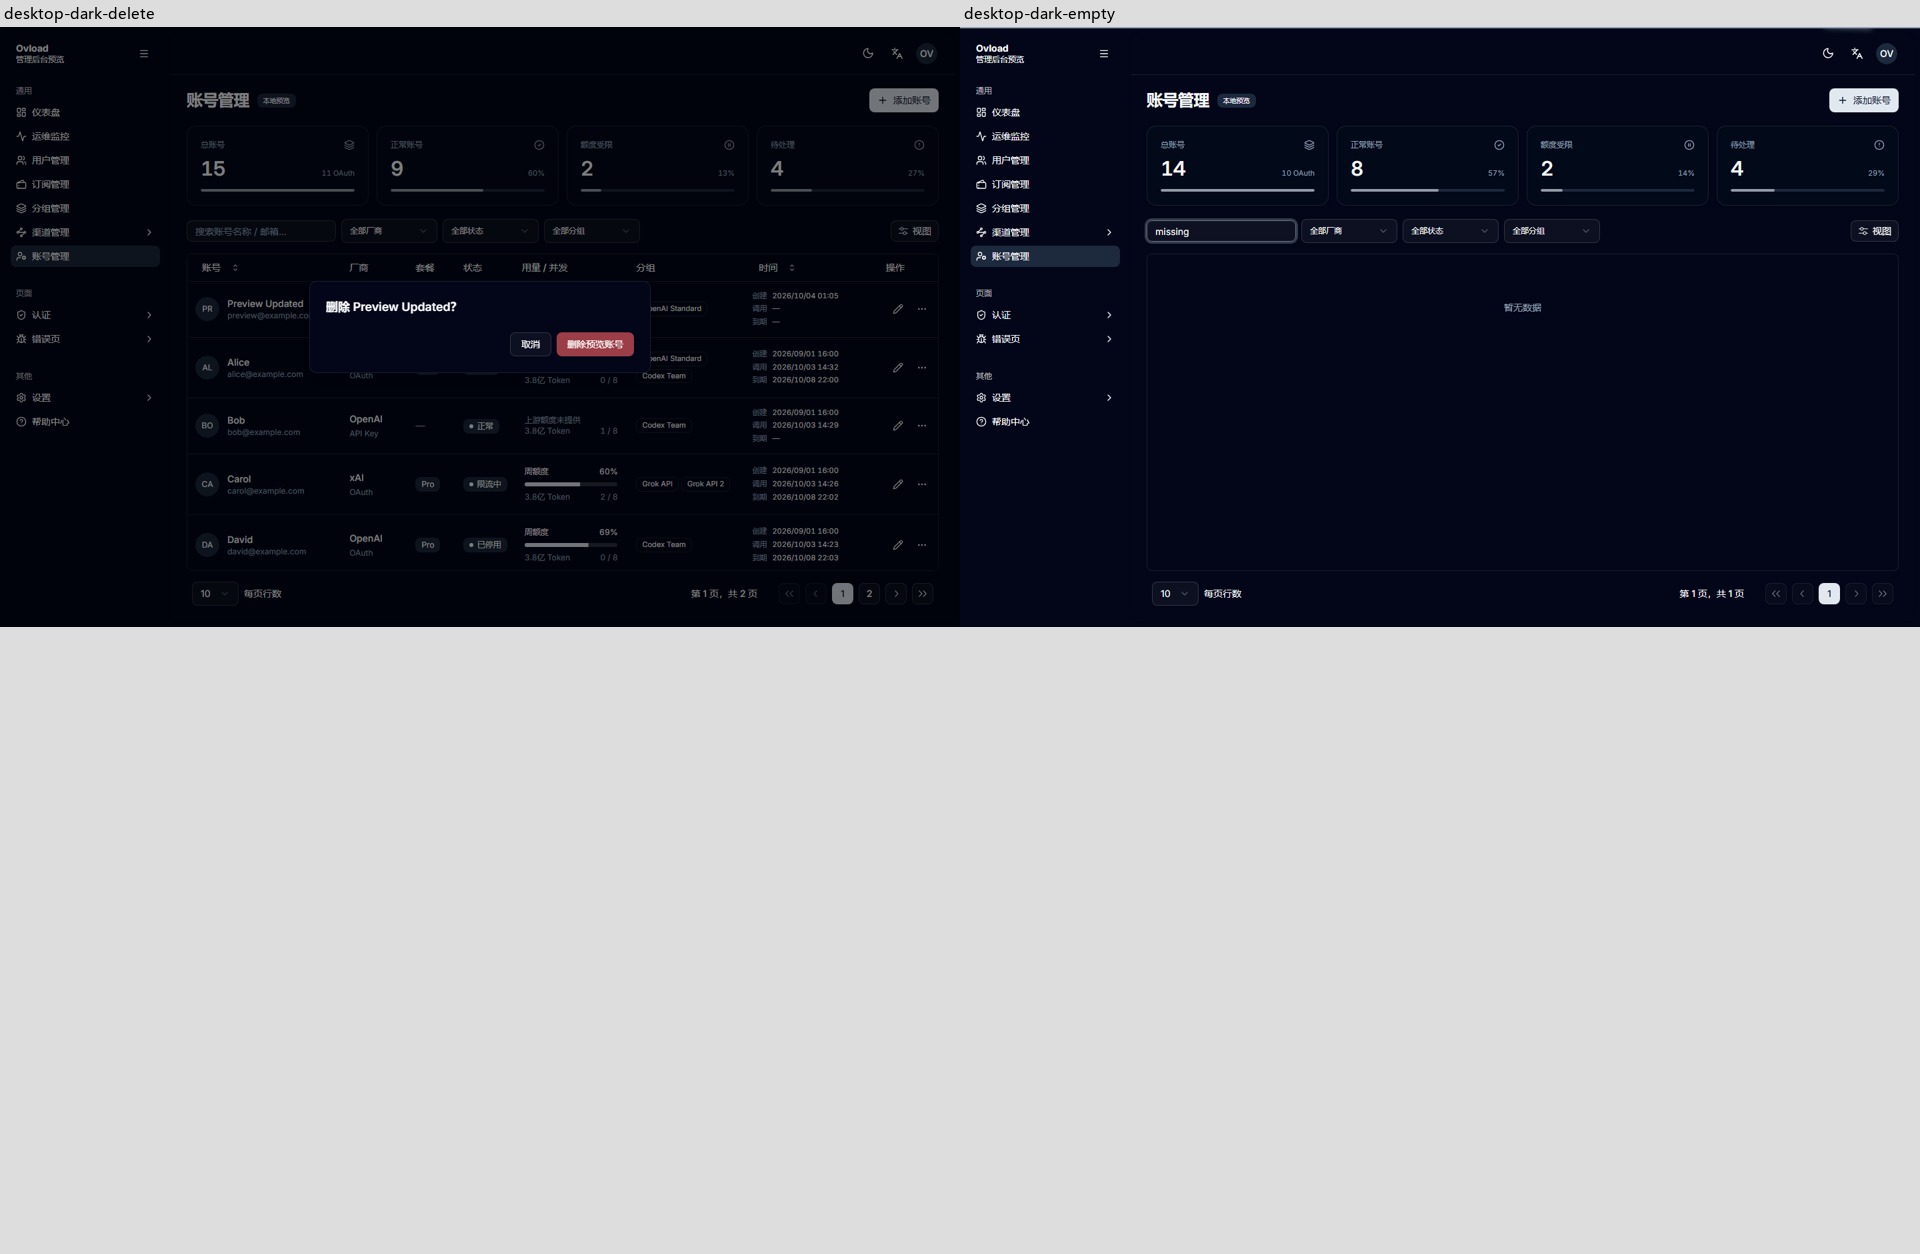 desktop-dark-delete
Ovload
管理后台预览
OV
通用
仪表盘
运维监控
用户管理
订阅管理
分组管理
渠道管理
账号管理
页面
认证
错误页
其他
设置
帮助中心
账号管理 本地预览
添加账号
总账号
15 11 OAuth
正常账号
9 60%
额度受限
2 13%
待处理
4 27%
搜索账号名称 / 邮箱... 全部厂商 全部状态 全部分组 视图
账号 厂商 套餐 状态 用量 / 并发 分组 时间 操作
PR Preview Updated
preview@example.co
enAI Standard
创建 2026/10/04 01:05
调用 —
到期 —
删除 Preview Updated?
取消 删除预览账号
AL Alice
alice@example.com
OAuth
3.8亿 Token 0 / 8
enAI Standard
Codex Team
创建 2026/09/01 16:00
调用 2026/10/03 14:32
到期 2026/10/08 22:00
BO Bob
bob@example.com
OpenAI
API Key
—
正常
上游额度未提供
3.8亿 Token 1 / 8
Codex Team
创建 2026/09/01 16:00
调用 2026/10/03 14:29
到期 —
CA Carol
carol@example.com
xAI
OAuth
Pro
限流中
周额度 60%
3.8亿 Token 2 / 8
Grok API Grok API 2
创建 2026/09/01 16:00
调用 2026/10/03 14:26
到期 2026/10/08 22:02
DA David
david@example.com
OpenAI
OAuth
Pro
已停用
周额度 69%
3.8亿 Token 0 / 8
Codex Team
创建 2026/09/01 16:00
调用 2026/10/03 14:23
到期 2026/10/08 22:03
10 每页行数
第 1 页，共 2 页 1 2
desktop-dark-empty
Ovload
管理后台预览
OV
通用
仪表盘
运维监控
用户管理
订阅管理
分组管理
渠道管理
账号管理
页面
认证
错误页
其他
设置
帮助中心
账号管理 本地预览
添加账号
总账号
14 10 OAuth
正常账号
8 57%
额度受限
2 14%
待处理
4 29%
missing 全部厂商 全部状态 全部分组 视图
暂无数据
10 每页行数
第 1 页，共 1 页 1